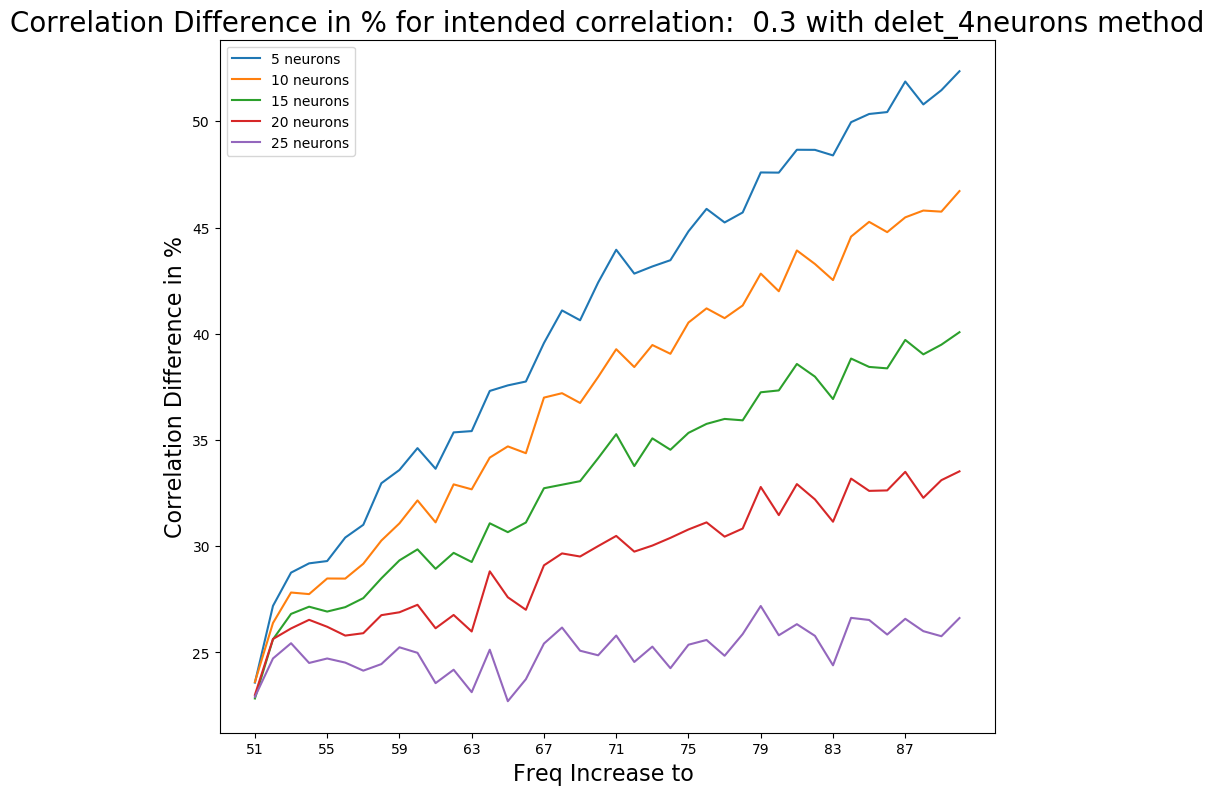 Correlation Difference in % for intended correlation:  0.3 with delet_4neurons method
5 neurons
10 neurons
15 neurons
20 neurons
25 neurons
Correlation Difference in %
50
45
40
35
30
25
51 55 59 63 67 71 75 79 83 87
Freq Increase to